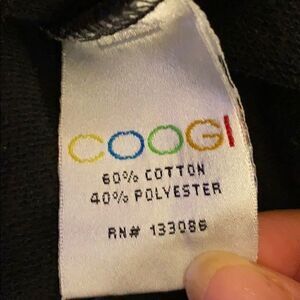 COOGI
60% COTTON
40% POLYESTER
RN# 133086